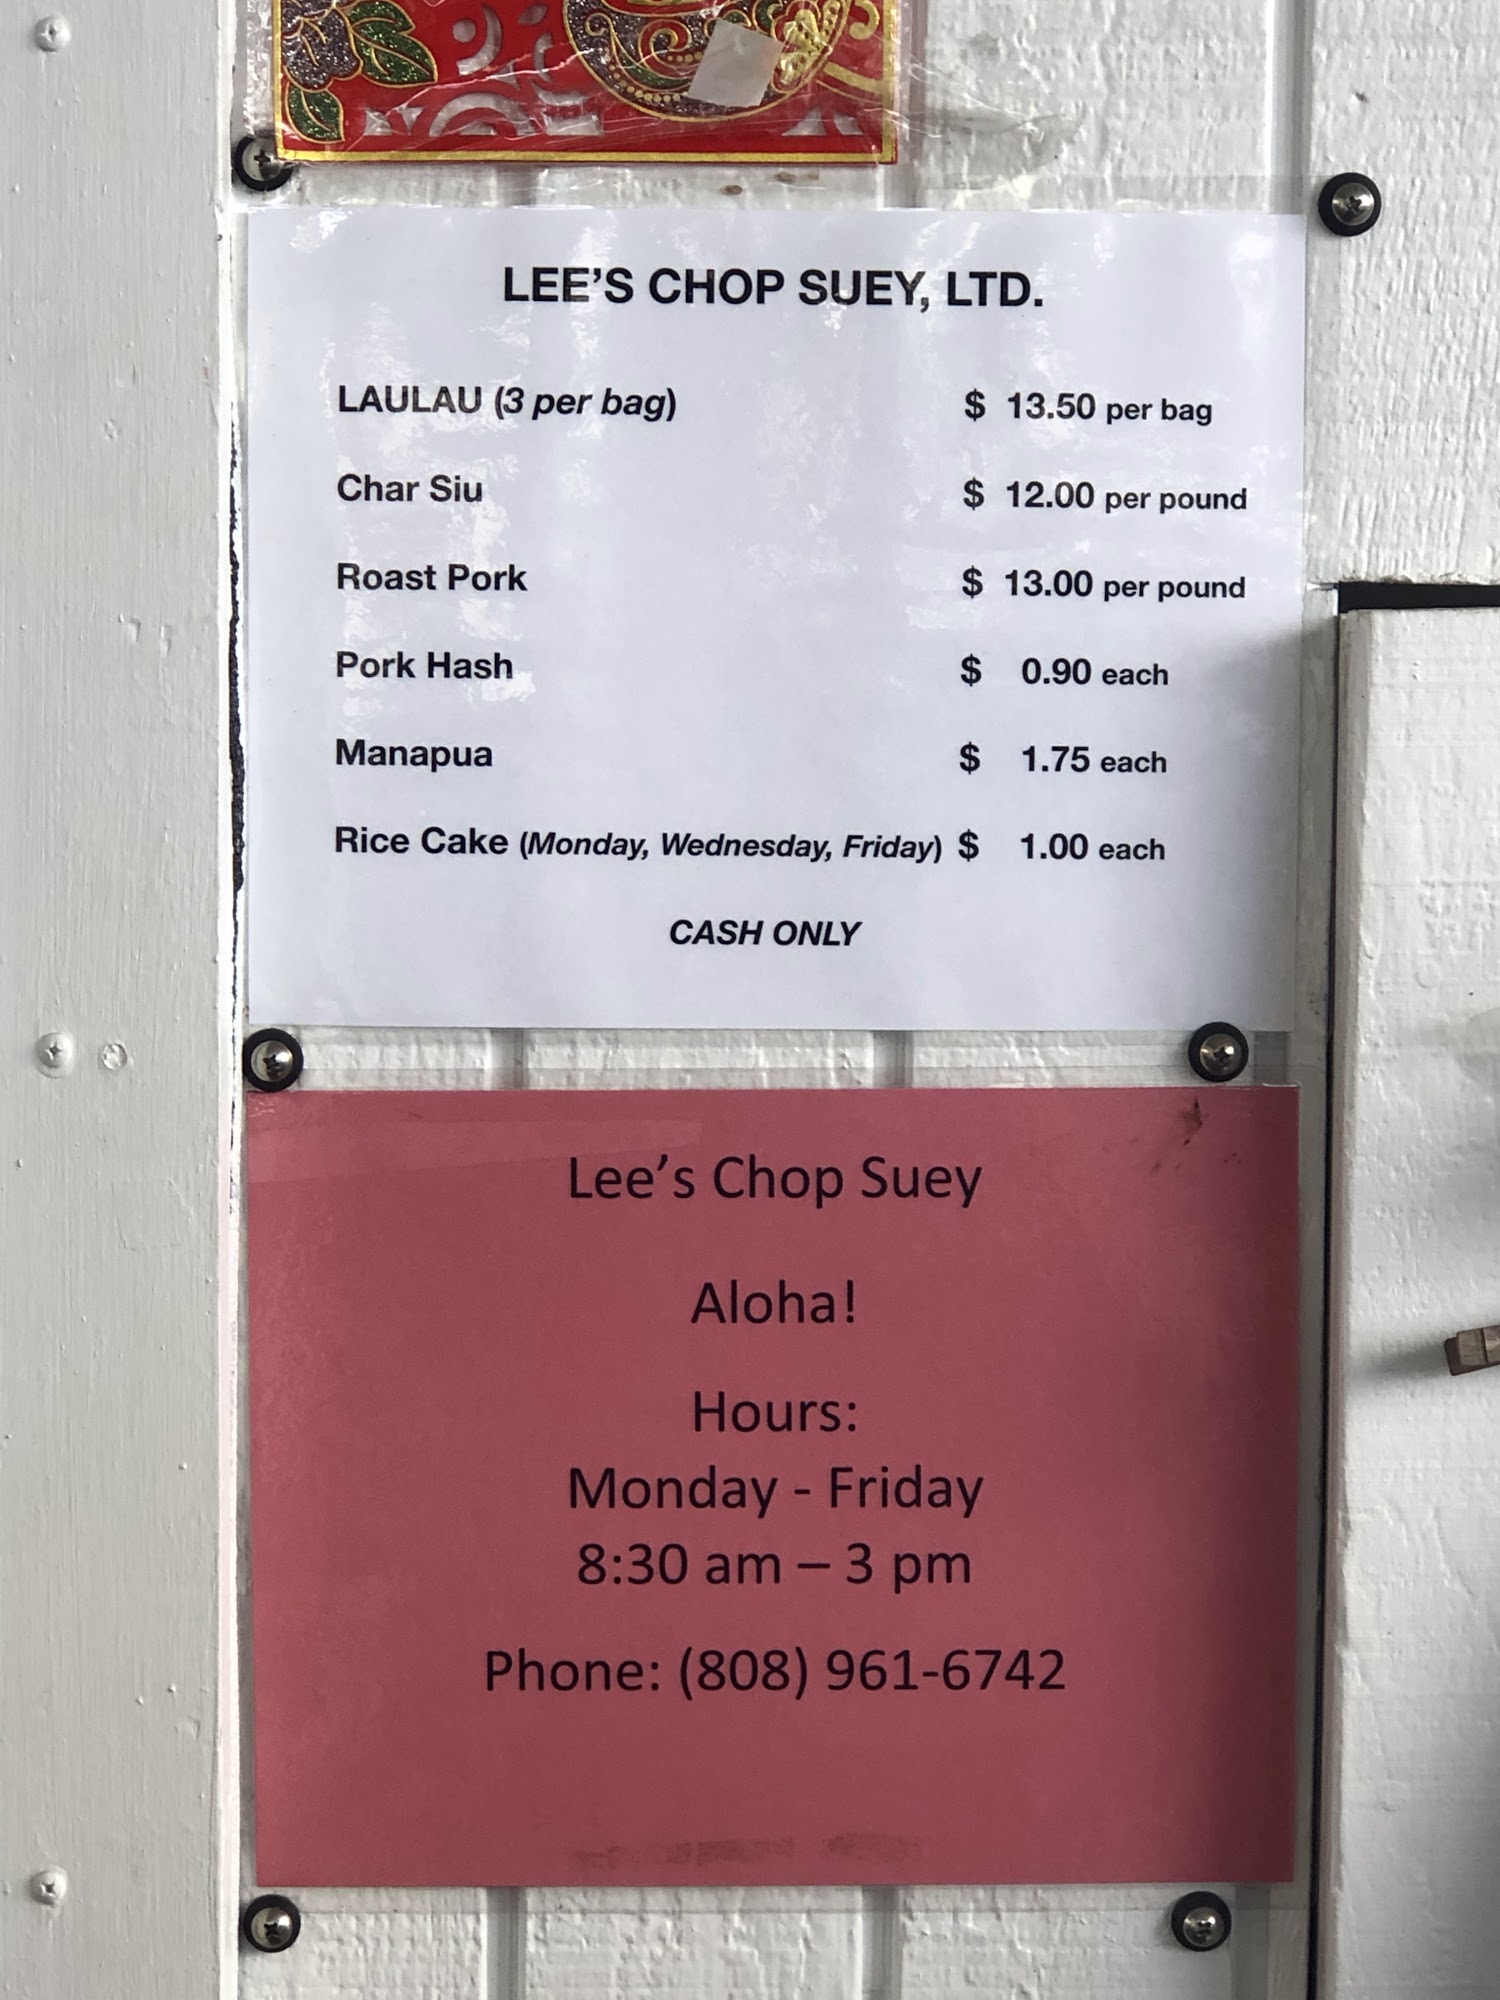 LEE'S CHOP SUEY, LTD.
LAULAU (3 per bag) $ 13.50 per bag
Char Siu $ 12.00 per pound
Roast Pork $ 13.00 per pound
Pork Hash $ 0.90 each
Manapua $ 1.75 each
Rice Cake (Monday, Wednesday, Friday) $ 1.00 each
CASH ONLY
Lee's Chop Suey
Aloha!
Hours:
Monday - Friday
8:30 am – 3 pm
Phone: (808) 961-6742